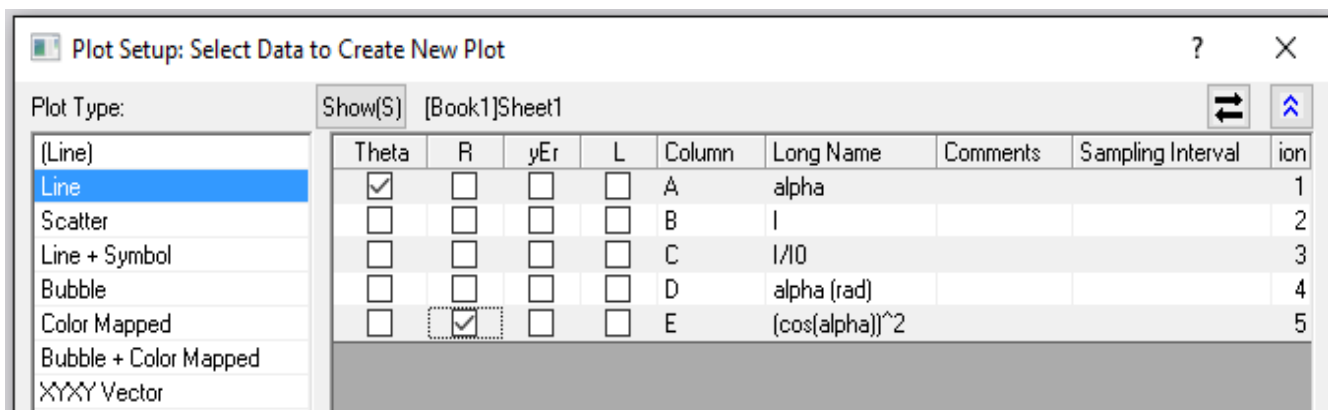 Plot Setup: Select Data to Create New Plot ? ×
Plot Type: Show(S) [Book1]Sheet1
(Line) Theta R yEr L Column Long Name Comments Sampling Interval ion
Line A alpha 1
Scatter B I 2
Line + Symbol C I/I0 3
Bubble D alpha (rad) 4
Color Mapped E (cos(alpha))^2 5
Bubble + Color Mapped
XYXY Vector